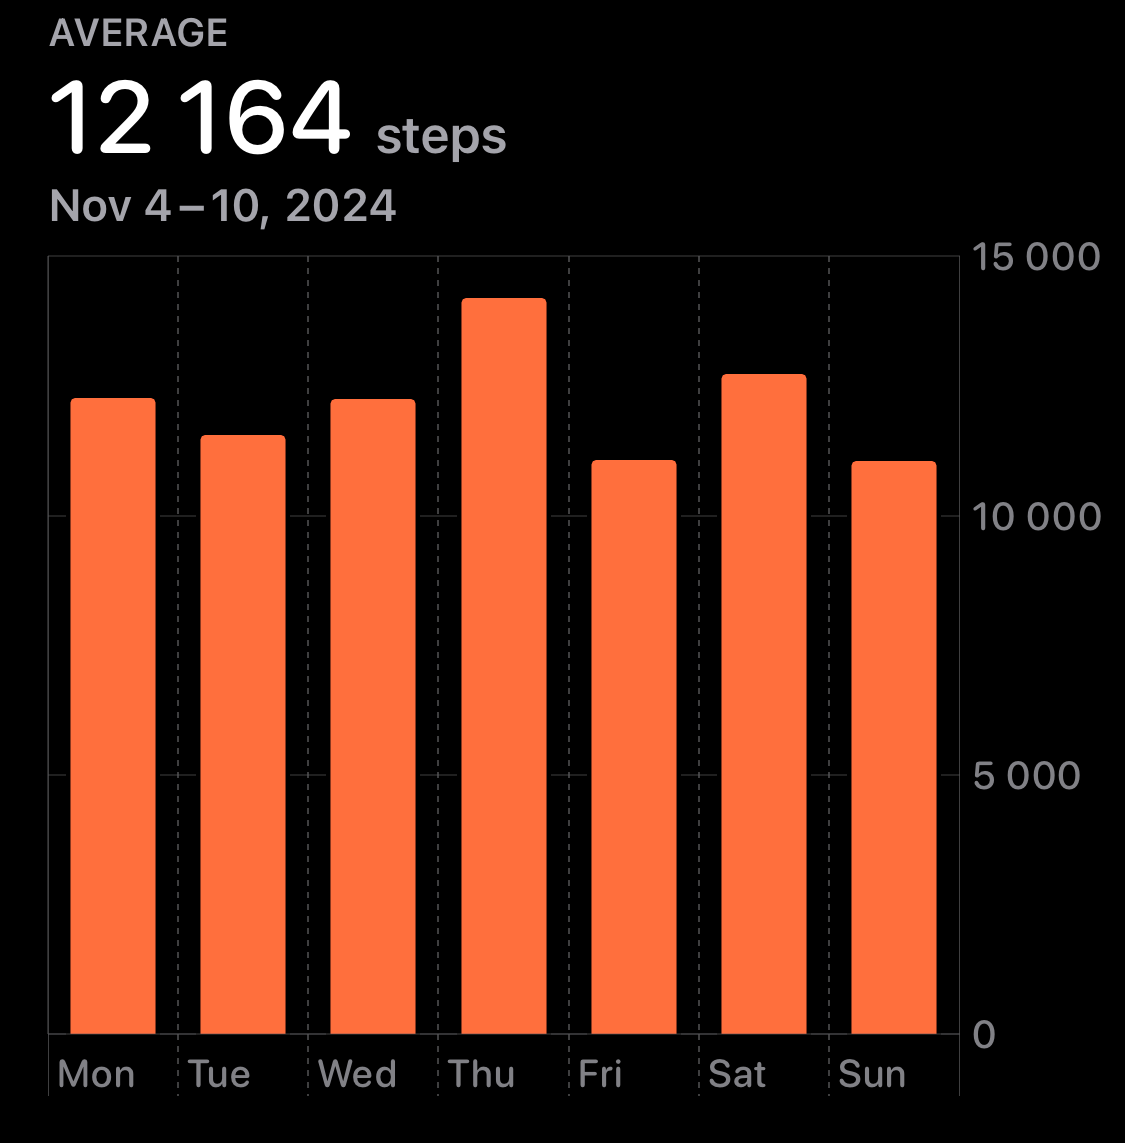 AVERAGE
12 164 steps
Nov 4–10, 2024
15 000
10 000
5 000
0
Mon Tue Wed Thu Fri Sat Sun